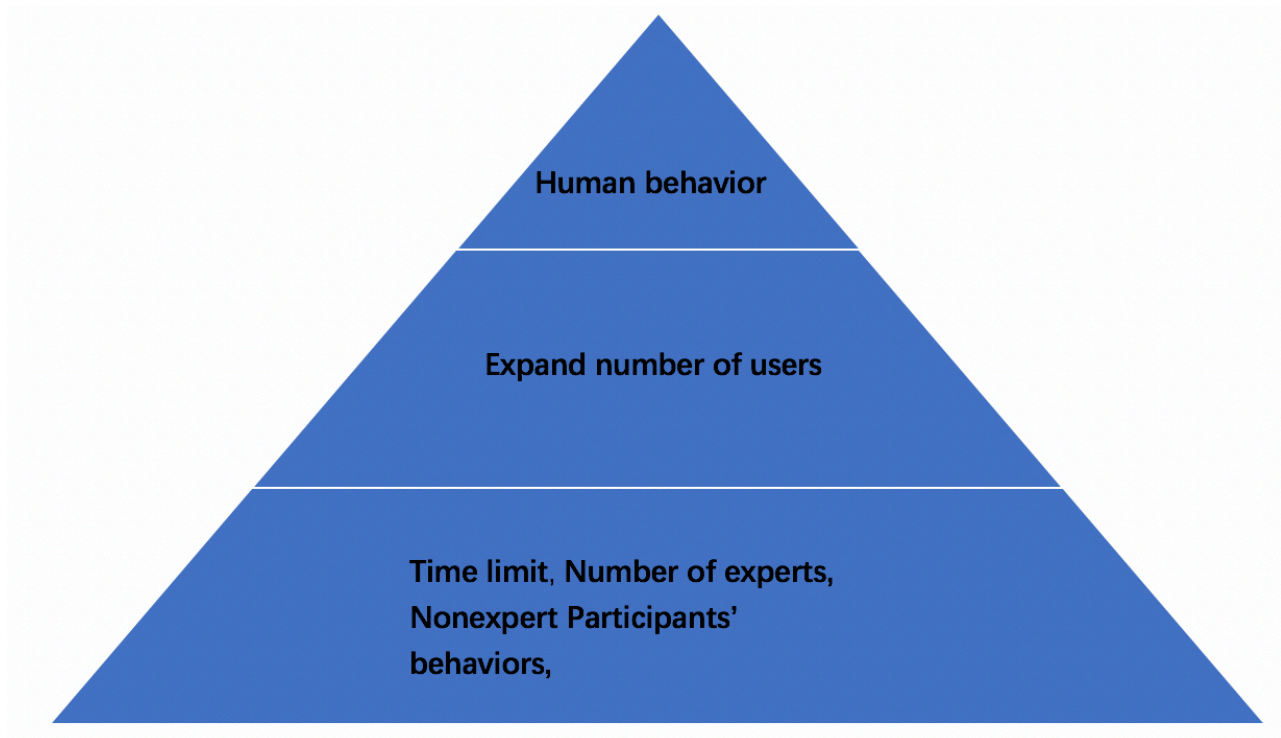 Human behavior
Expand number of users
Time limit, Number of experts,
Nonexpert Participants’
behaviors,